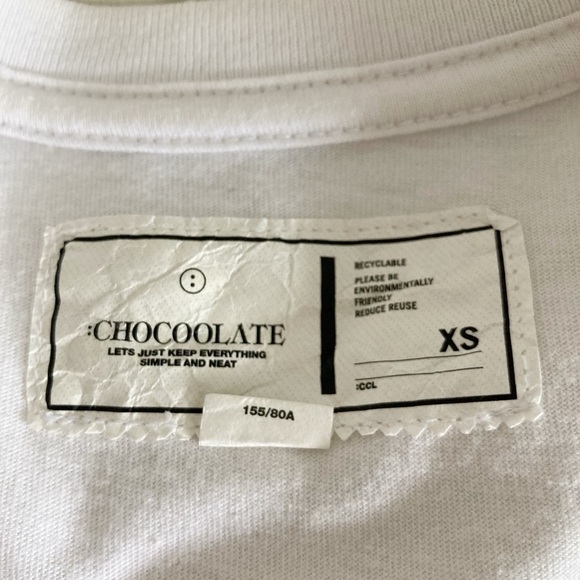 :CHOCOOLATE
LETS JUST KEEP EVERYTHING
SIMPLE AND NEAT
RECYCLABLE
PLEASE BE
ENVIRONMENTALLY
FRIENDLY
REDUCE REUSE
XS
:CCL
155/80A